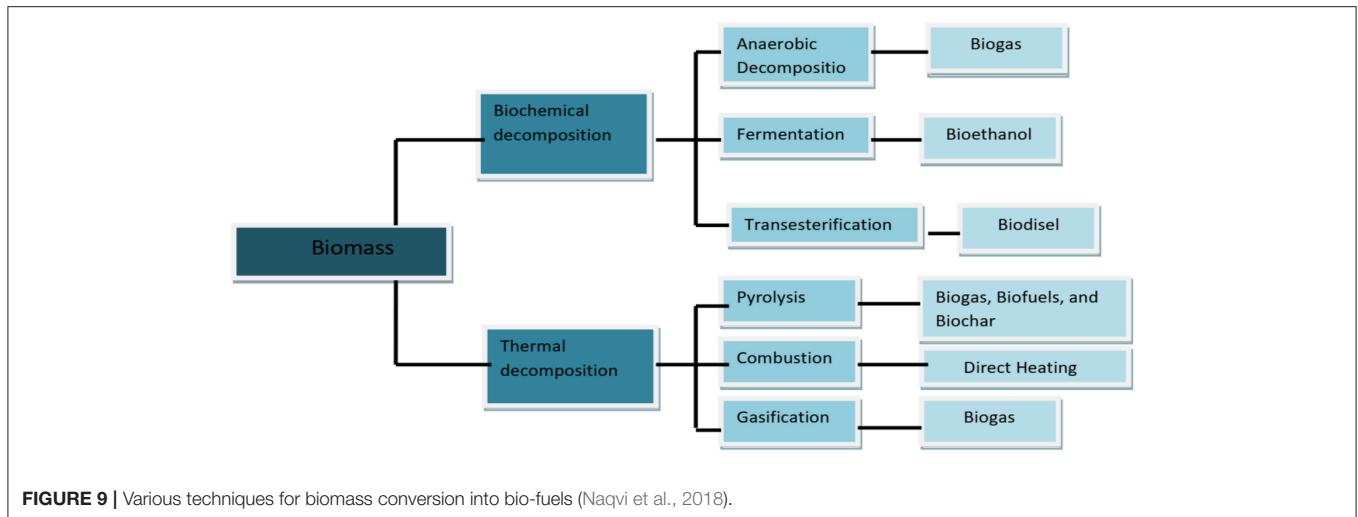 Anaerobic
Decompositio
Biogas
Biochemical
decomposition
Fermentation
Bioethanol
Transesterification
Biodisel
Biomass
Pyrolysis
Biogas, Biofuels, and
Biochar
Thermal
decomposition
Combustion
Direct Heating
Gasification
Biogas
FIGURE 9 | Various techniques for biomass conversion into bio-fuels (Naqvi et al., 2018).